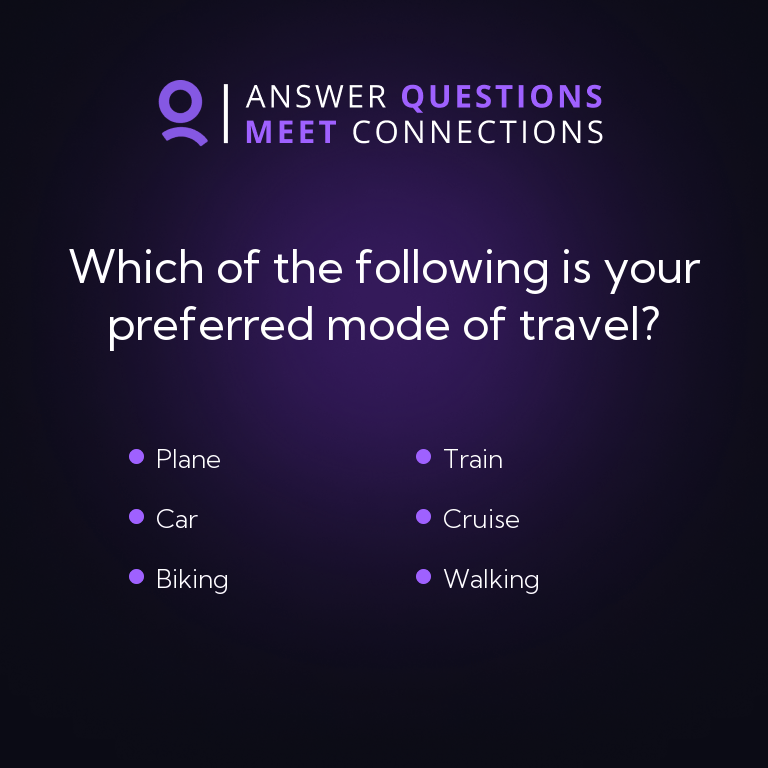 ANSWER QUESTIONS
MEET CONNECTIONS
Which of the following is your
preferred mode of travel?
Plane
Train
Car
Cruise
Biking
Walking